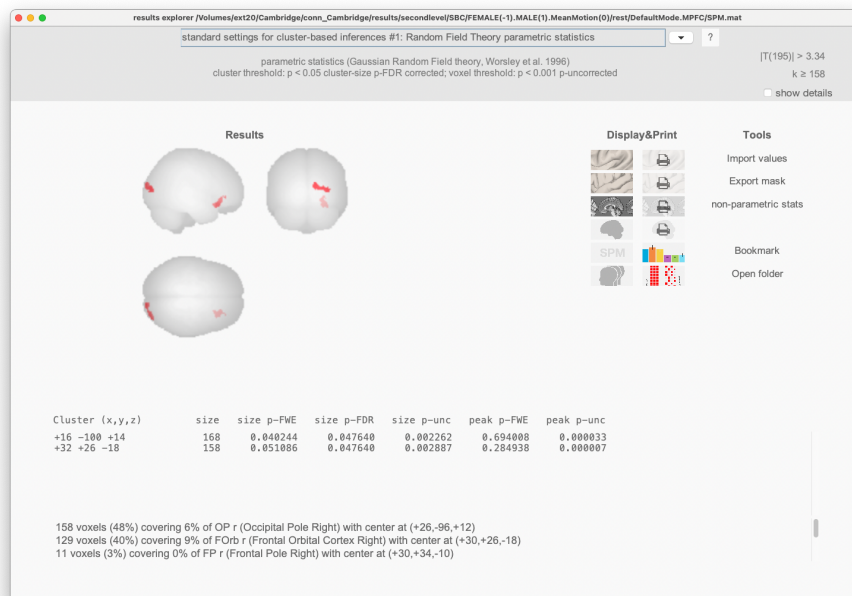 results explorer /Volumes/ext20/Cambridge/conn_Cambridge/results/secondlevel/SBC/FEMALE(-1).MALE(1).MeanMotion(0)/rest/DefaultMode.MPFC/SPM.mat
standard settings for cluster-based inferences #1: Random Field Theory parametric statistics
?
parametric statistics (Gaussian Random Field theory, Worsley et al. 1996)
cluster threshold: p < 0.05 cluster-size p-FDR corrected; voxel threshold: p < 0.001 p-uncorrected
|T(195)| > 3.34
k ≥ 158
show details
Results
Display&Print
Tools
Import values
Export mask
non-parametric stats
SPM
Bookmark
Open folder
Cluster (x,y,z) size size p-FWE size p-FDR size p-unc peak p-FWE peak p-unc
+16 -100 +14 168 0.040244 0.047640 0.002262 0.694008 0.000033
+32 +26 -18 158 0.051086 0.047640 0.002887 0.284938 0.000007
158 voxels (48%) covering 6% of OP r (Occipital Pole Right) with center at (+26,-96,+12)
129 voxels (40%) covering 9% of FOrb r (Frontal Orbital Cortex Right) with center at (+30,+26,-18)
11 voxels (3%) covering 0% of FP r (Frontal Pole Right) with center at (+30,+34,-10)